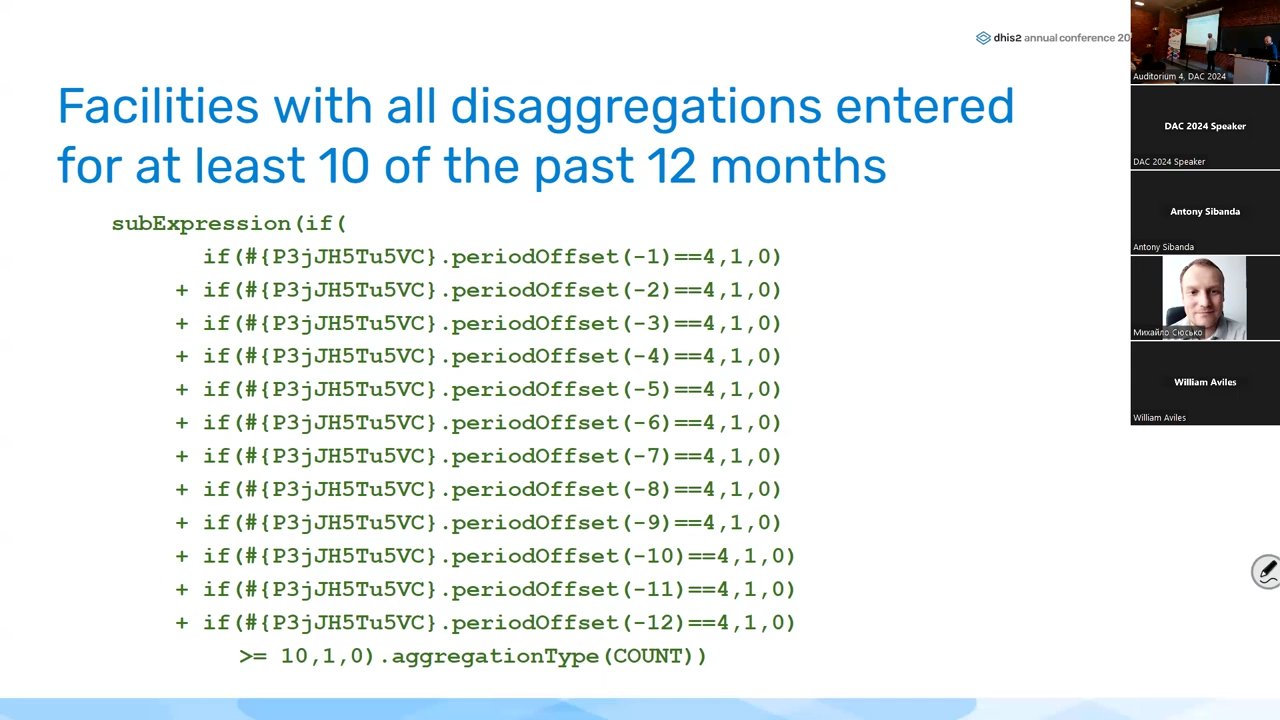 dhis2 annual conference 20
Facilities with all disaggregations entered
for at least 10 of the past 12 months
subExpression(if(
if(#{P3jJH5Tu5VC}.periodOffset(-1)==4,1,0)
+ if(#{P3jJH5Tu5VC}.periodOffset(-2)==4,1,0)
+ if(#{P3jJH5Tu5VC}.periodOffset(-3)==4,1,0)
+ if(#{P3jJH5Tu5VC}.periodOffset(-4)==4,1,0)
+ if(#{P3jJH5Tu5VC}.periodOffset(-5)==4,1,0)
+ if(#{P3jJH5Tu5VC}.periodOffset(-6)==4,1,0)
+ if(#{P3jJH5Tu5VC}.periodOffset(-7)==4,1,0)
+ if(#{P3jJH5Tu5VC}.periodOffset(-8)==4,1,0)
+ if(#{P3jJH5Tu5VC}.periodOffset(-9)==4,1,0)
+ if(#{P3jJH5Tu5VC}.periodOffset(-10)==4,1,0)
+ if(#{P3jJH5Tu5VC}.periodOffset(-11)==4,1,0)
+ if(#{P3jJH5Tu5VC}.periodOffset(-12)==4,1,0)
>= 10,1,0).aggregationType(COUNT))
Auditorium 4, DAC 2024
DAC 2024 Speaker
DAC 2024 Speaker
Antony Sibanda
Antony Sibanda
Михайло Сюсько
William Aviles
William Aviles